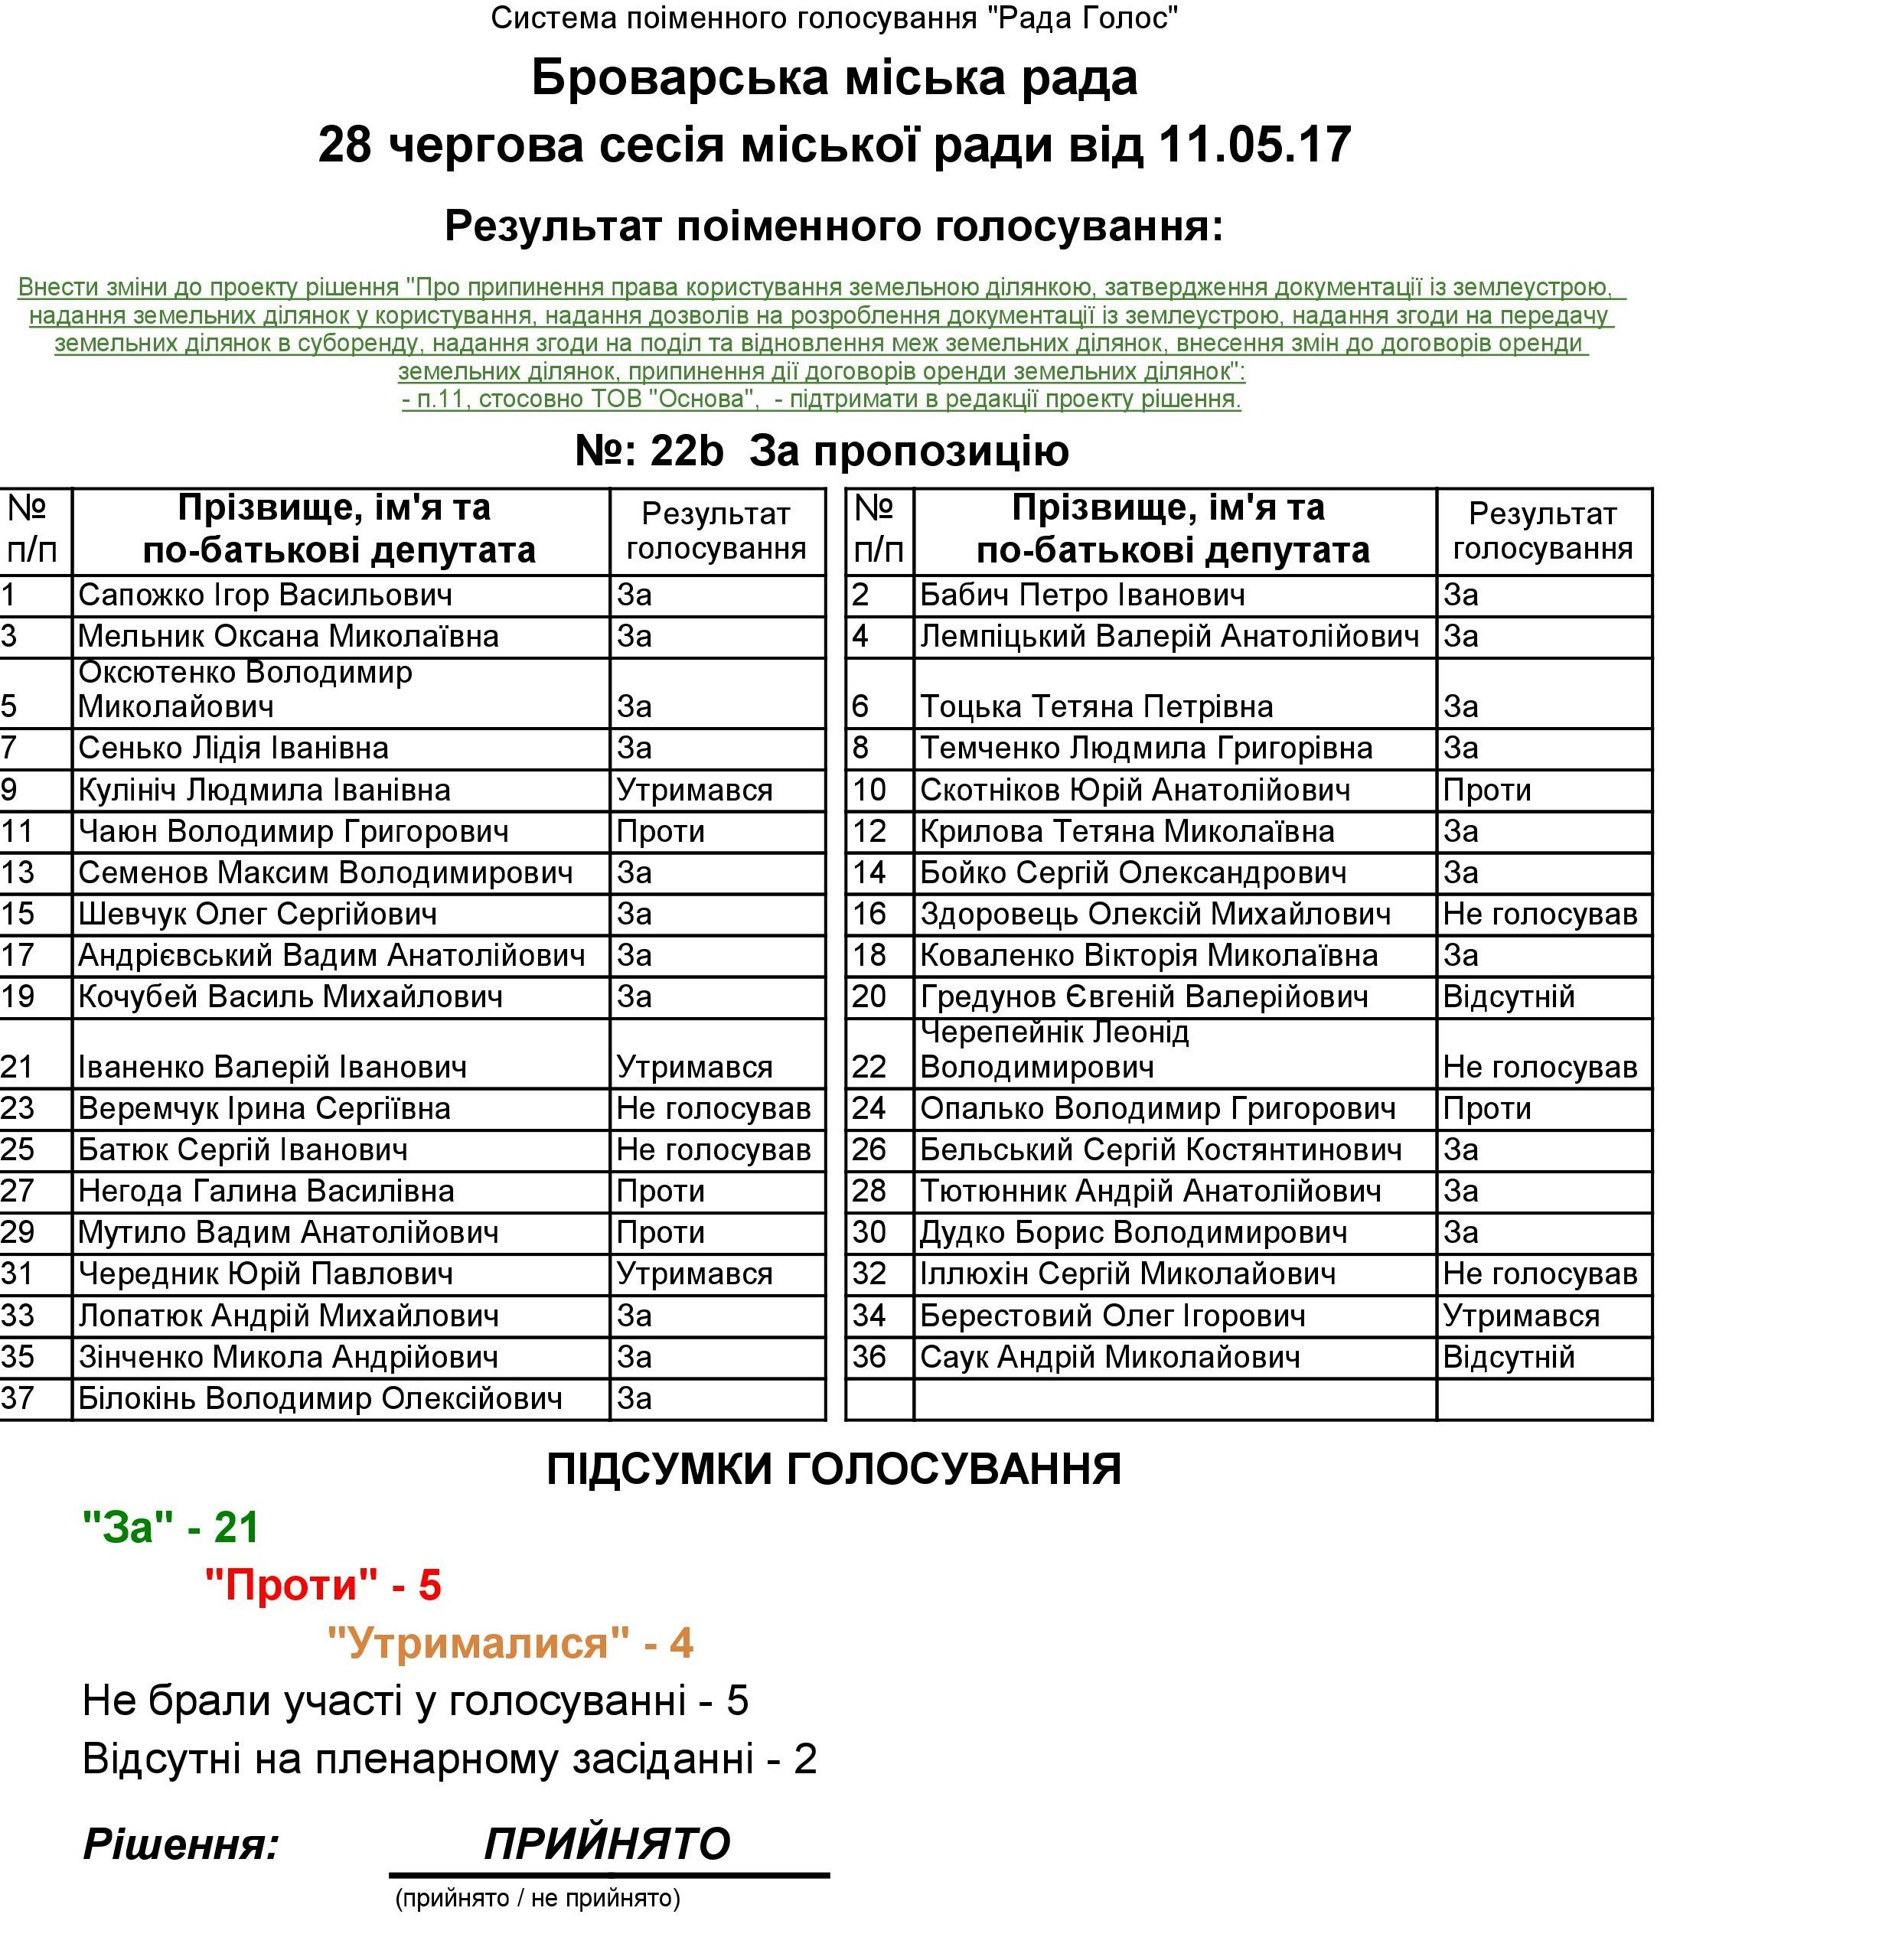 Система поіменного голосування "Рада Голос"
Броварська міська рада
28 чергова сесія міської ради від 11.05.17
Результат поіменного голосування:
Внести зміни до проекту рішення "Про припинення права користування земельною ділянкою, затвердження документації із землеустрою,
надання земельних ділянок у користування, надання дозволів на розроблення документації із землеустрою, надання згоди на передачу
земельних ділянок в суборенду, надання згоди на поділ та відновлення меж земельних ділянок, внесення змін до договорів оренди
земельних ділянок, припинення дії договорів оренди земельних ділянок":
- п.11, стосовно ТОВ "Основа",  - підтримати в редакції проекту рішення.
№: 22b  За пропозицію
№ Прізвище, ім'я та Результат № Прізвище, ім'я та Результат
п/п по-батькові депутата голосування п/п по-батькові депутата голосування
1 Сапожко Ігор Васильович За 2 Бабич Петро Іванович За
3 Мельник Оксана Миколаївна За 4 Лемпіцький Валерій Анатолійович За
Оксютенко Володимир
5 Миколайович За 6 Тоцька Тетяна Петрівна За
7 Сенько Лідія Іванівна За 8 Темченко Людмила Григорівна За
9 Кулініч Людмила Іванівна Утримався 10 Скотніков Юрій Анатолійович Проти
11 Чаюн Володимир Григорович Проти 12 Крилова Тетяна Миколаївна За
13 Семенов Максим Володимирович За 14 Бойко Сергій Олександрович За
15 Шевчук Олег Сергійович За 16 Здоровець Олексій Михайлович Не голосував
17 Андрієвський Вадим Анатолійович За 18 Коваленко Вікторія Миколаївна За
19 Кочубей Василь Михайлович За 20 Гредунов Євгеній Валерійович Відсутній
Черепейнік Леонід
21 Іваненко Валерій Іванович Утримався 22 Володимирович Не голосував
23 Веремчук Ірина Сергіївна Не голосував 24 Опалько Володимир Григорович Проти
25 Батюк Сергій Іванович Не голосував 26 Бельський Сергій Костянтинович За
27 Негода Галина Василівна Проти 28 Тютюнник Андрій Анатолійович За
29 Мутило Вадим Анатолійович Проти 30 Дудко Борис Володимирович За
31 Чередник Юрій Павлович Утримався 32 Іллюхін Сергій Миколайович Не голосував
33 Лопатюк Андрій Михайлович За 34 Берестовий Олег Ігорович Утримався
35 Зінченко Микола Андрійович За 36 Саук Андрій Миколайович Відсутній
37 Білокінь Володимир Олексійович За
ПІДСУМКИ ГОЛОСУВАННЯ
"За" - 21
"Проти" - 5
"Утрималися" - 4
Не брали участі у голосуванні - 5
Відсутні на пленарному засіданні - 2
Рішення: ПРИЙНЯТО
(прийнято / не прийнято)